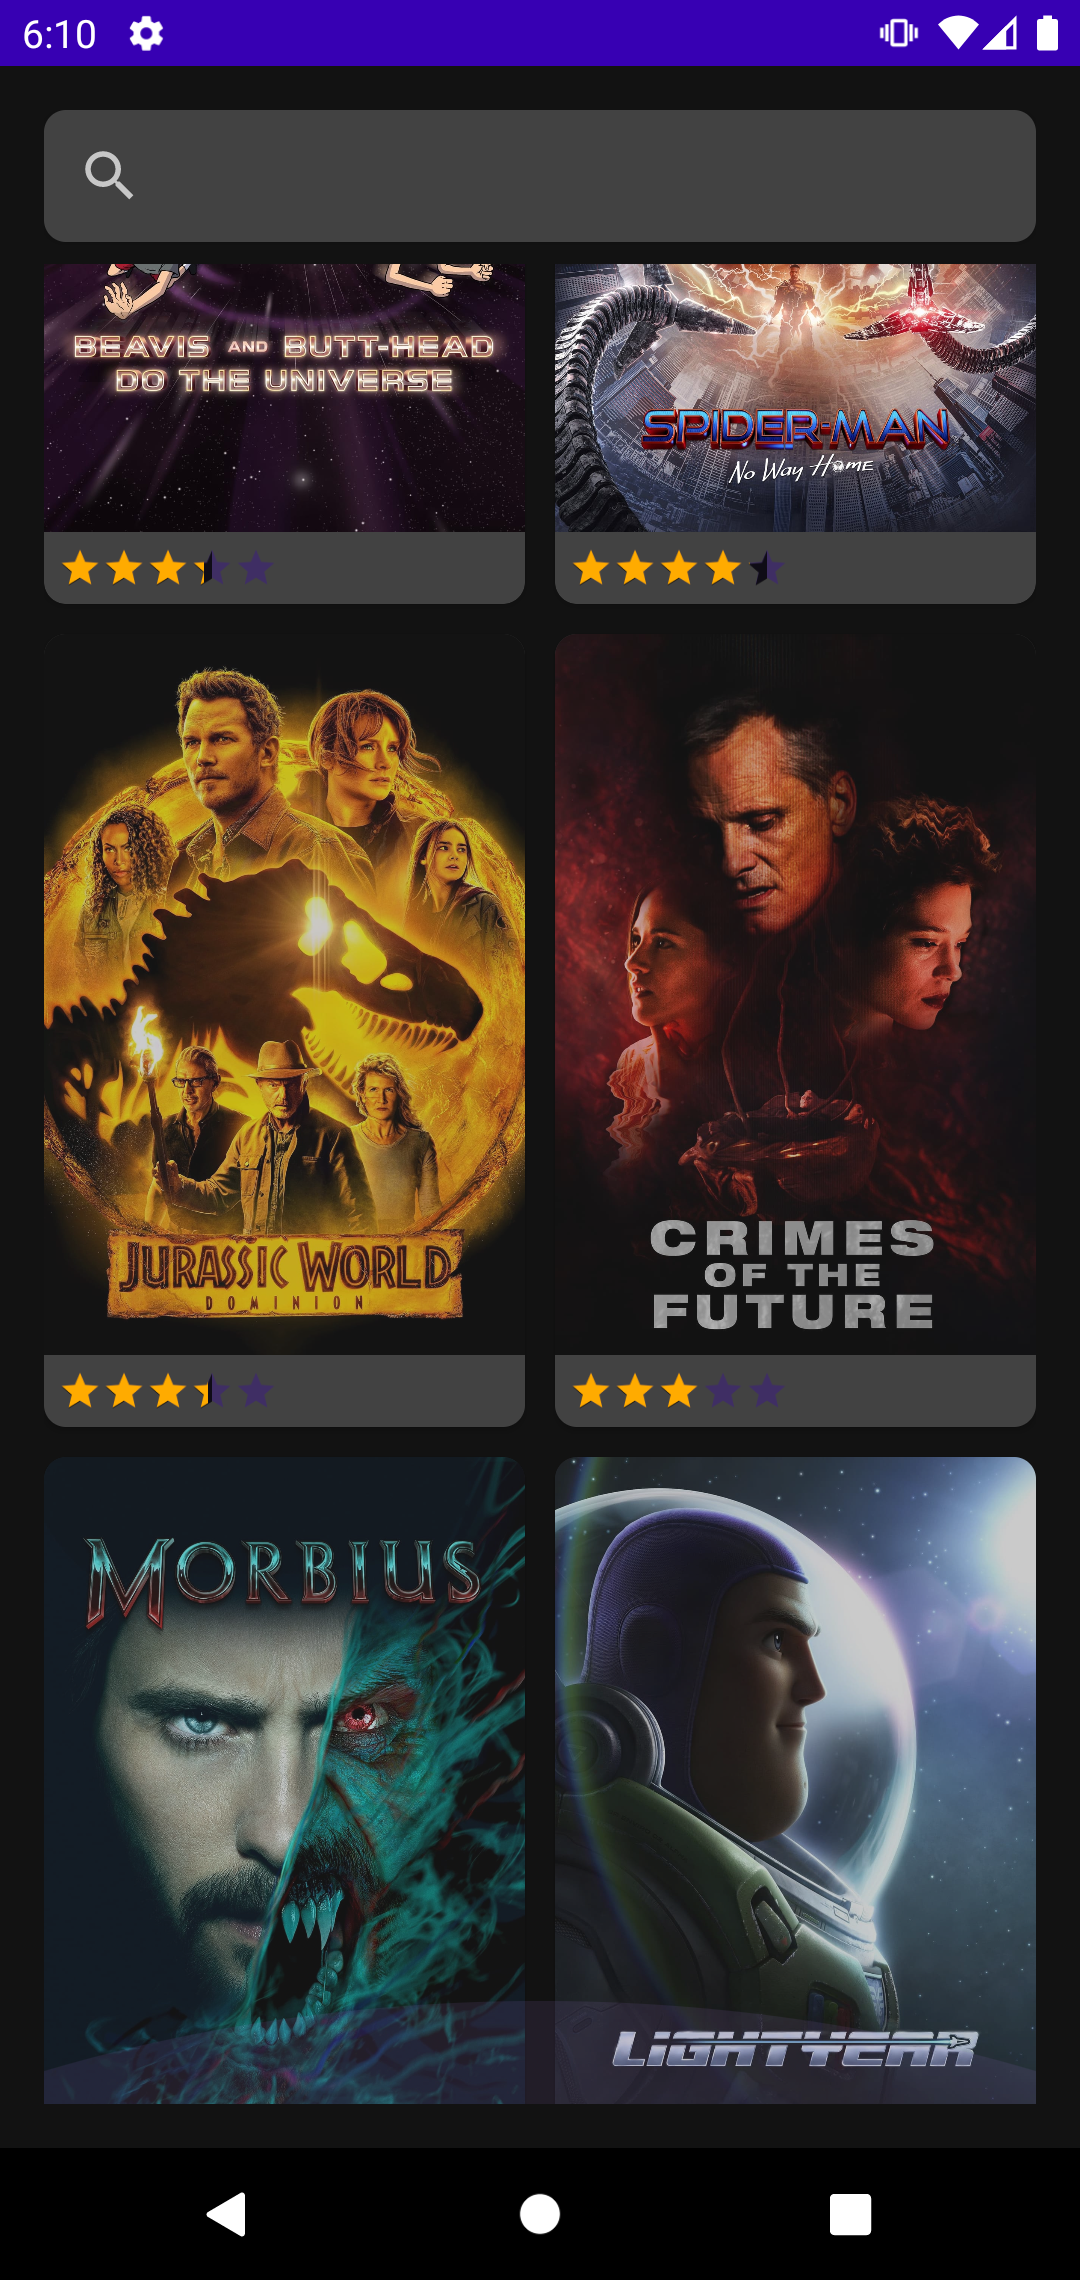 6:10
BEAVIS AND BUTT-HEAD
DO THE UNIVERSE
SPIDER-MAN
No Way Home
JURASSIC WORLD
DOMINION
CRIMES
OF THE
FUTURE
MORBIUS
LIGHTYEAR